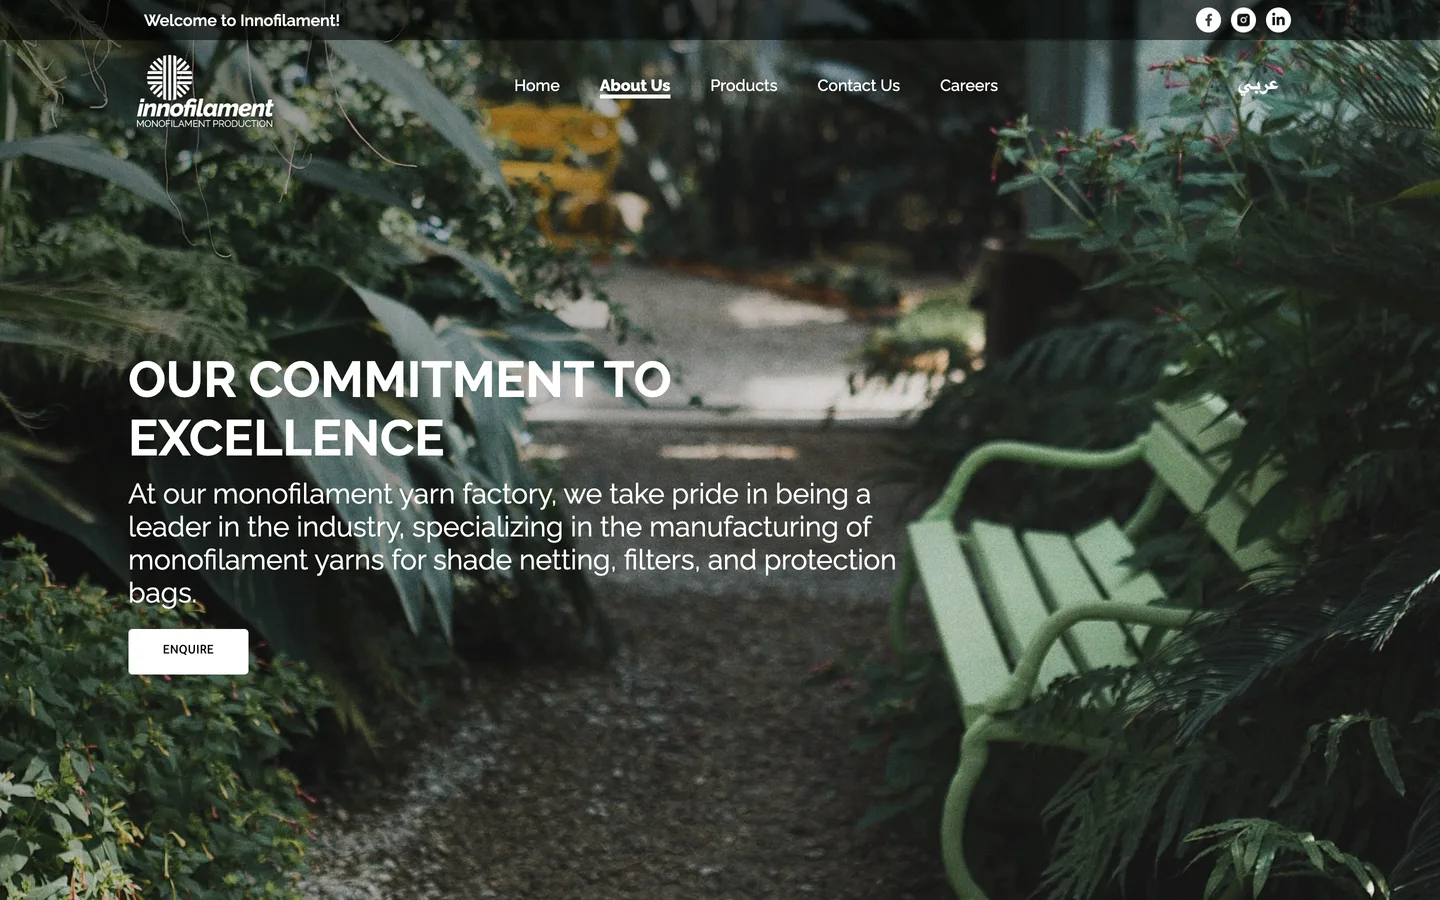 Welcome to Innofilament!
innofilament
MONOFILAMENT PRODUCTION
Home
About Us
Products
Contact Us
Careers
عربي
OUR COMMITMENT TO
EXCELLENCE
At our monofilament yarn factory, we take pride in being a
leader in the industry, specializing in the manufacturing of
monofilament yarns for shade netting, filters, and protection
bags.
ENQUIRE